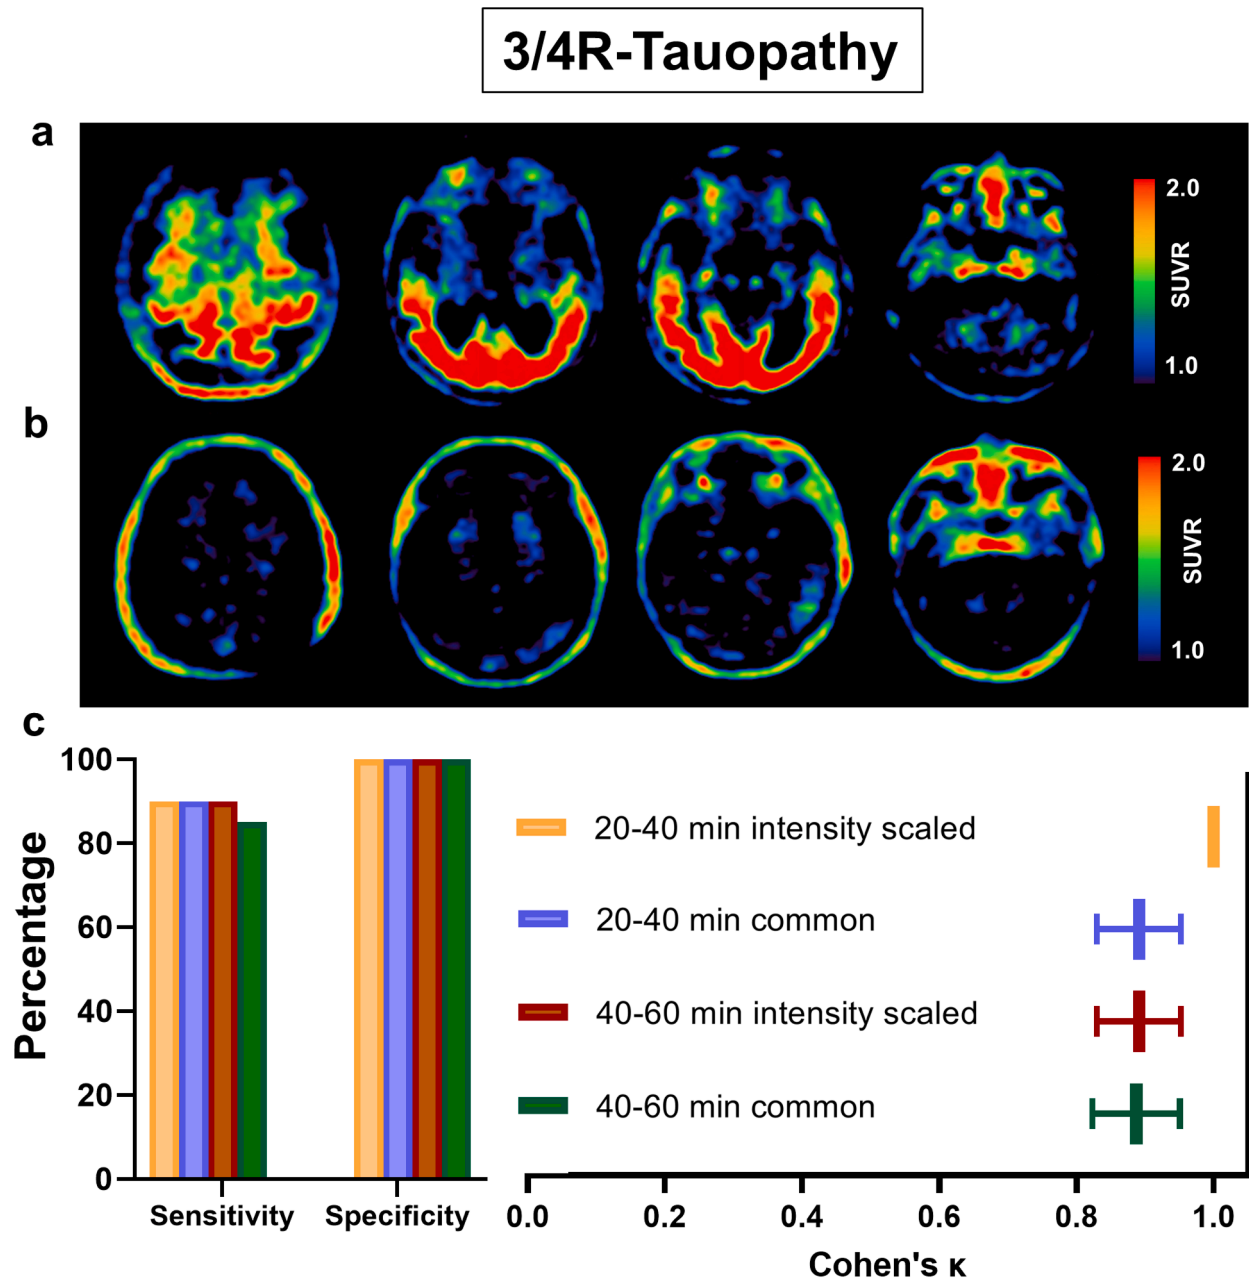 3/4R-Tauopathy
a
2.0
SUVR
1.0
b
2.0
SUVR
1.0
c
100
80
60
40
20
0
Percentage
Sensitivity
Specificity
20-40 min intensity scaled
20-40 min common
40-60 min intensity scaled
40-60 min common
0.0
0.2
0.4
0.6
0.8
1.0
Cohen's κ